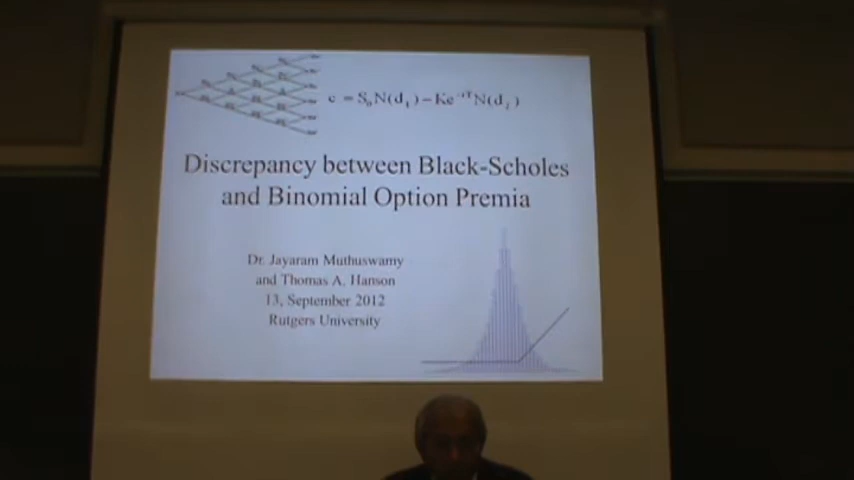 c = S₀N(d₁) – Ke⁻ʳᵀN(d₂)
Discrepancy between Black-Scholes
and Binomial Option Premia
Dr. Jayaram Muthuswamy
and Thomas A. Hanson
13, September 2012
Rutgers University